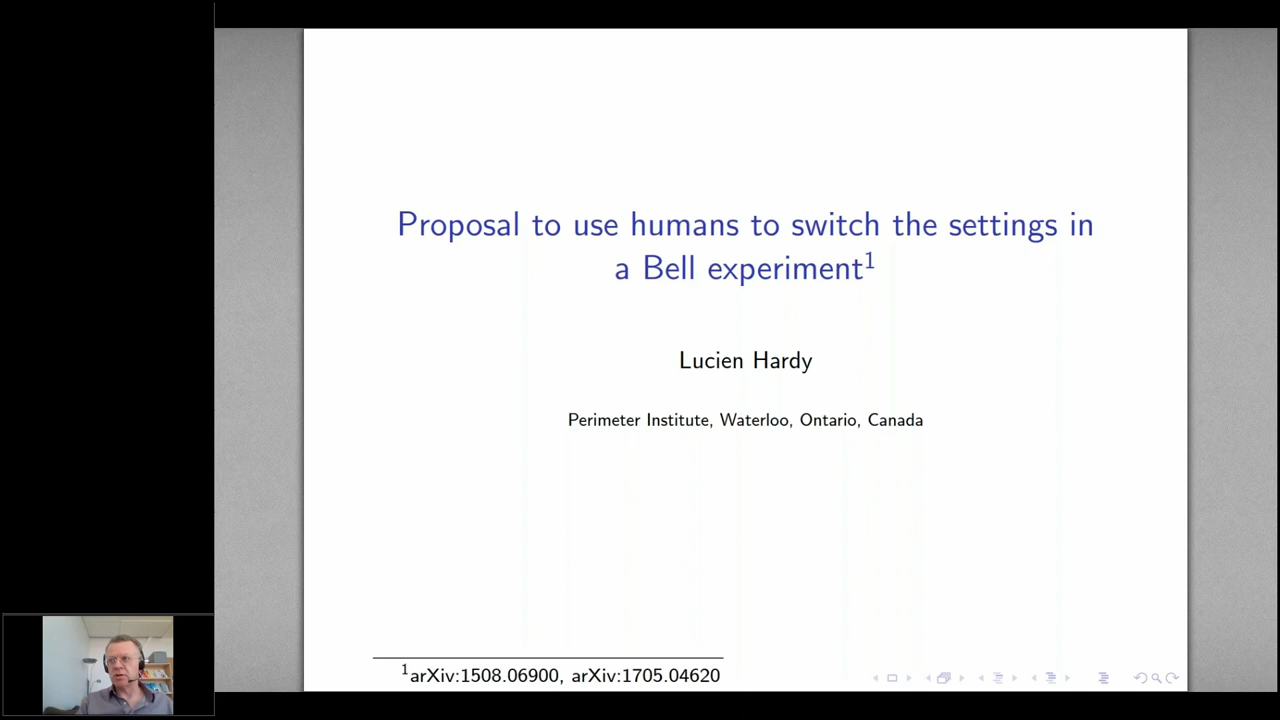 Proposal to use humans to switch the settings in
a Bell experiment¹
Lucien Hardy
Perimeter Institute, Waterloo, Ontario, Canada
¹arXiv:1508.06900, arXiv:1705.04620